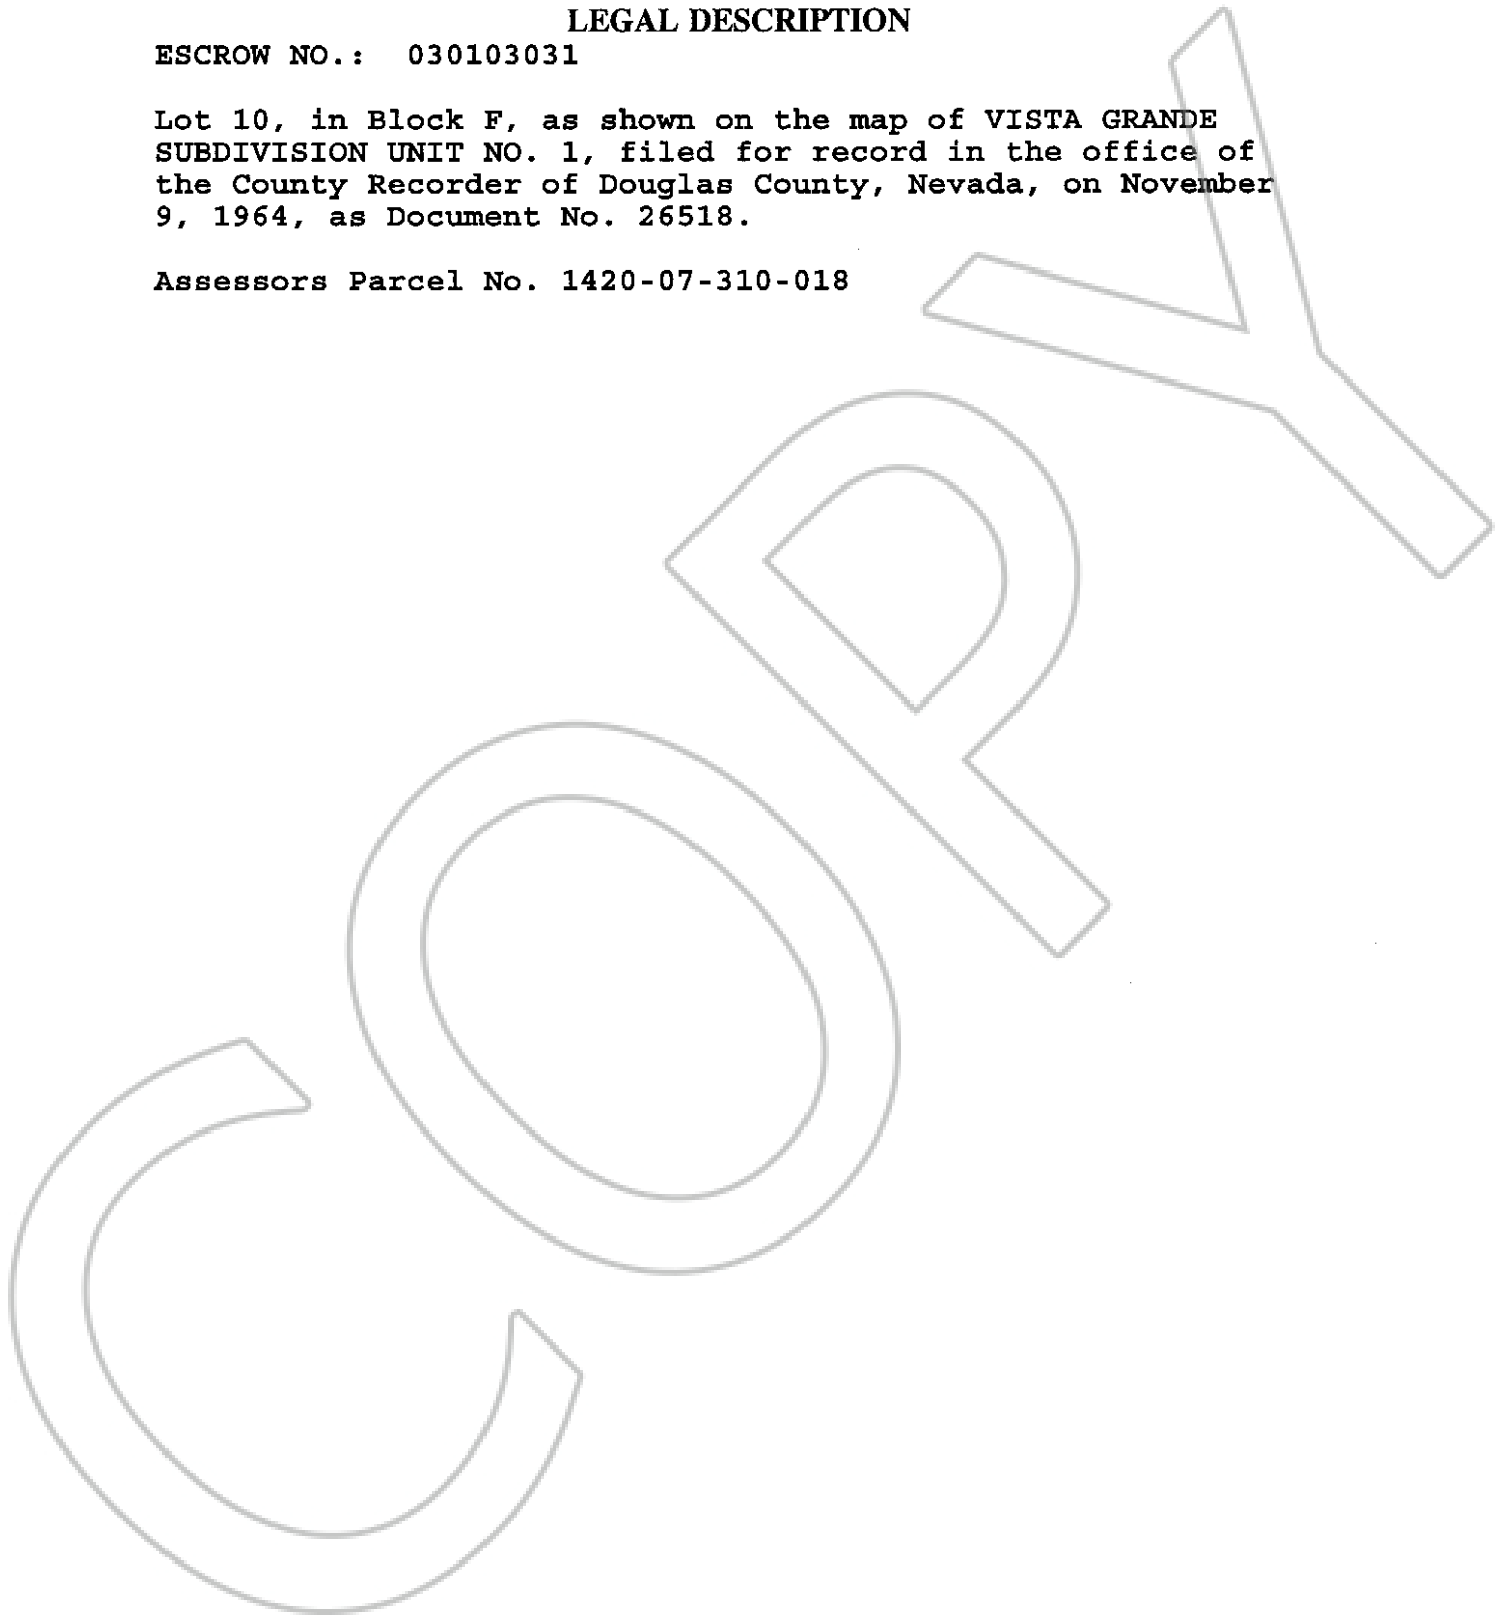 LEGAL DESCRIPTION
ESCROW NO.: 030103031
Lot 10, in Block F, as shown on the map of VISTA GRANDE
SUBDIVISION UNIT NO. 1, filed for record in the office of
the County Recorder of Douglas County, Nevada, on November
9, 1964, as Document No. 26518.
Assessors Parcel No. 1420-07-310-018
COPY